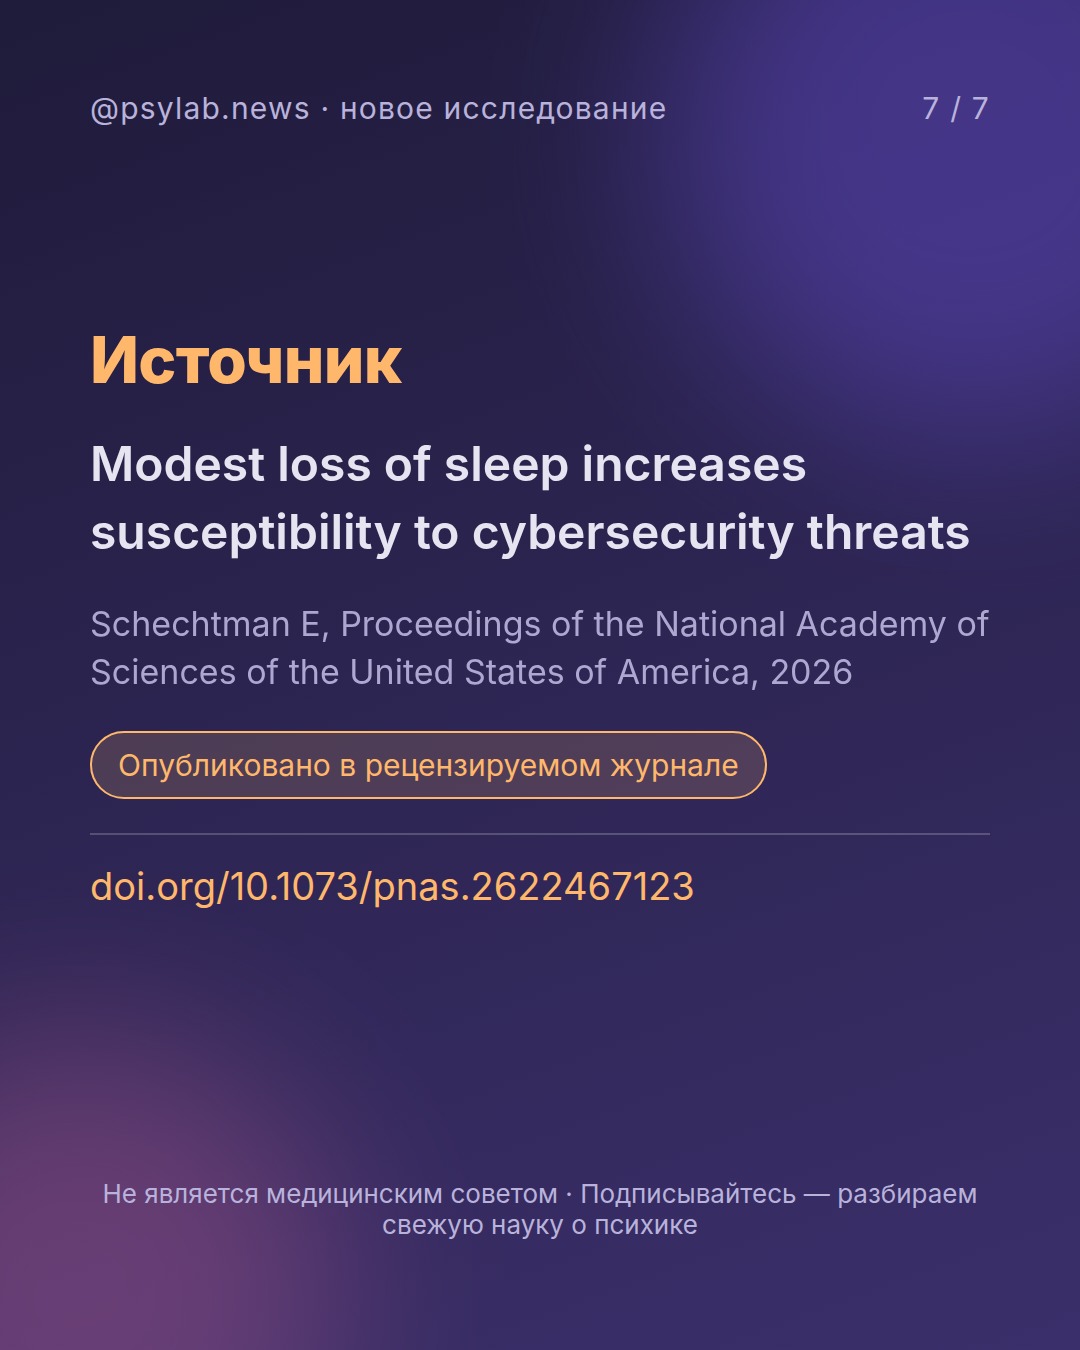 @psylab.news · новое исследование
7 / 7
Источник
Modest loss of sleep increases
susceptibility to cybersecurity threats
Schechtman E, Proceedings of the National Academy of
Sciences of the United States of America, 2026
Опубликовано в рецензируемом журнале
doi.org/10.1073/pnas.2622467123
Не является медицинским советом · Подписывайтесь — разбираем
свежую науку о психике